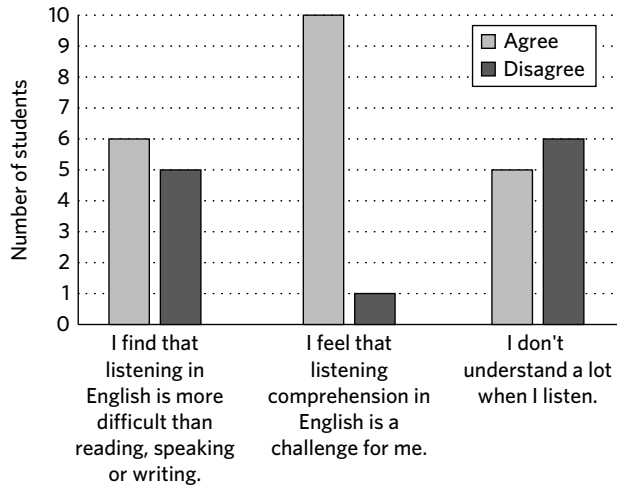 Number of students
10
9
8
7
6
5
4
3
2
1
0
Agree
Disagree
I find that
listening in
English is more
difficult than
reading, speaking
or writing.
I feel that
listening
comprehension in
English is a
challenge for me.
I don't
understand a lot
when I listen.